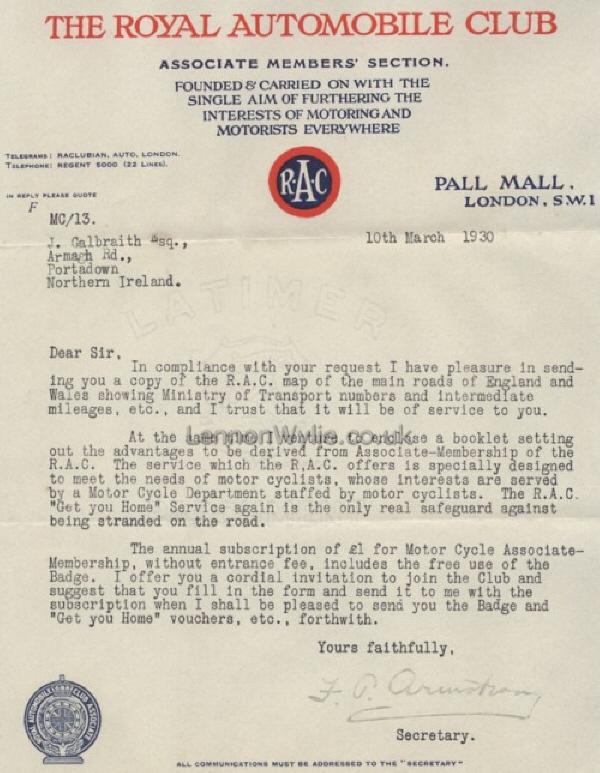 THE ROYAL AUTOMOBILE CLUB
ASSOCIATE MEMBERS' SECTION.
FOUNDED & CARRIED ON WITH THE
SINGLE AIM OF FURTHERING THE
INTERESTS OF MOTORING AND
MOTORISTS EVERYWHERE
TELEGRAMS: RACLUBIAN, AUTO, LONDON.
TELEPHONE: REGENT 5000 (22 LINES).
R·A·C
PALL MALL,
LONDON, S.W.1
IN REPLY PLEASE QUOTE
F
MC/13.
J. Galbraith Esq.,
10th March 1930
Armagh Rd.,
Portadown
Northern Ireland.
LATIMER
Dear Sir,
In compliance with your request I have pleasure in send-
ing you a copy of the R.A.C. map of the main roads of England and
Wales showing Ministry of Transport numbers and intermediate
mileages, etc., and I trust that it will be of service to you.
LennonWylie.co.uk
At the same time I venture to enclose a booklet setting
out the advantages to be derived from Associate-Membership of the
R.A.C. The service which the R.A.C. offers is specially designed
to meet the needs of motor cyclists, whose interests are served
by a Motor Cycle Department staffed by motor cyclists. The R.A.C.
"Get you Home" Service again is the only real safeguard against
being stranded on the road.
The annual subscription of £1 for Motor Cycle Associate-
Membership, without entrance fee, includes the free use of the
Badge. I offer you a cordial invitation to join the Club and
suggest that you fill in the form and send it to me with the
subscription when I shall be pleased to send you the Badge and
"Get you Home" vouchers, etc., forthwith.
Yours faithfully,
F. P. Armstrong
Secretary.
ROYAL AUTOMOBILE CLUB ASSOCIATE
ALL COMMUNICATIONS MUST BE ADDRESSED TO THE "SECRETARY"